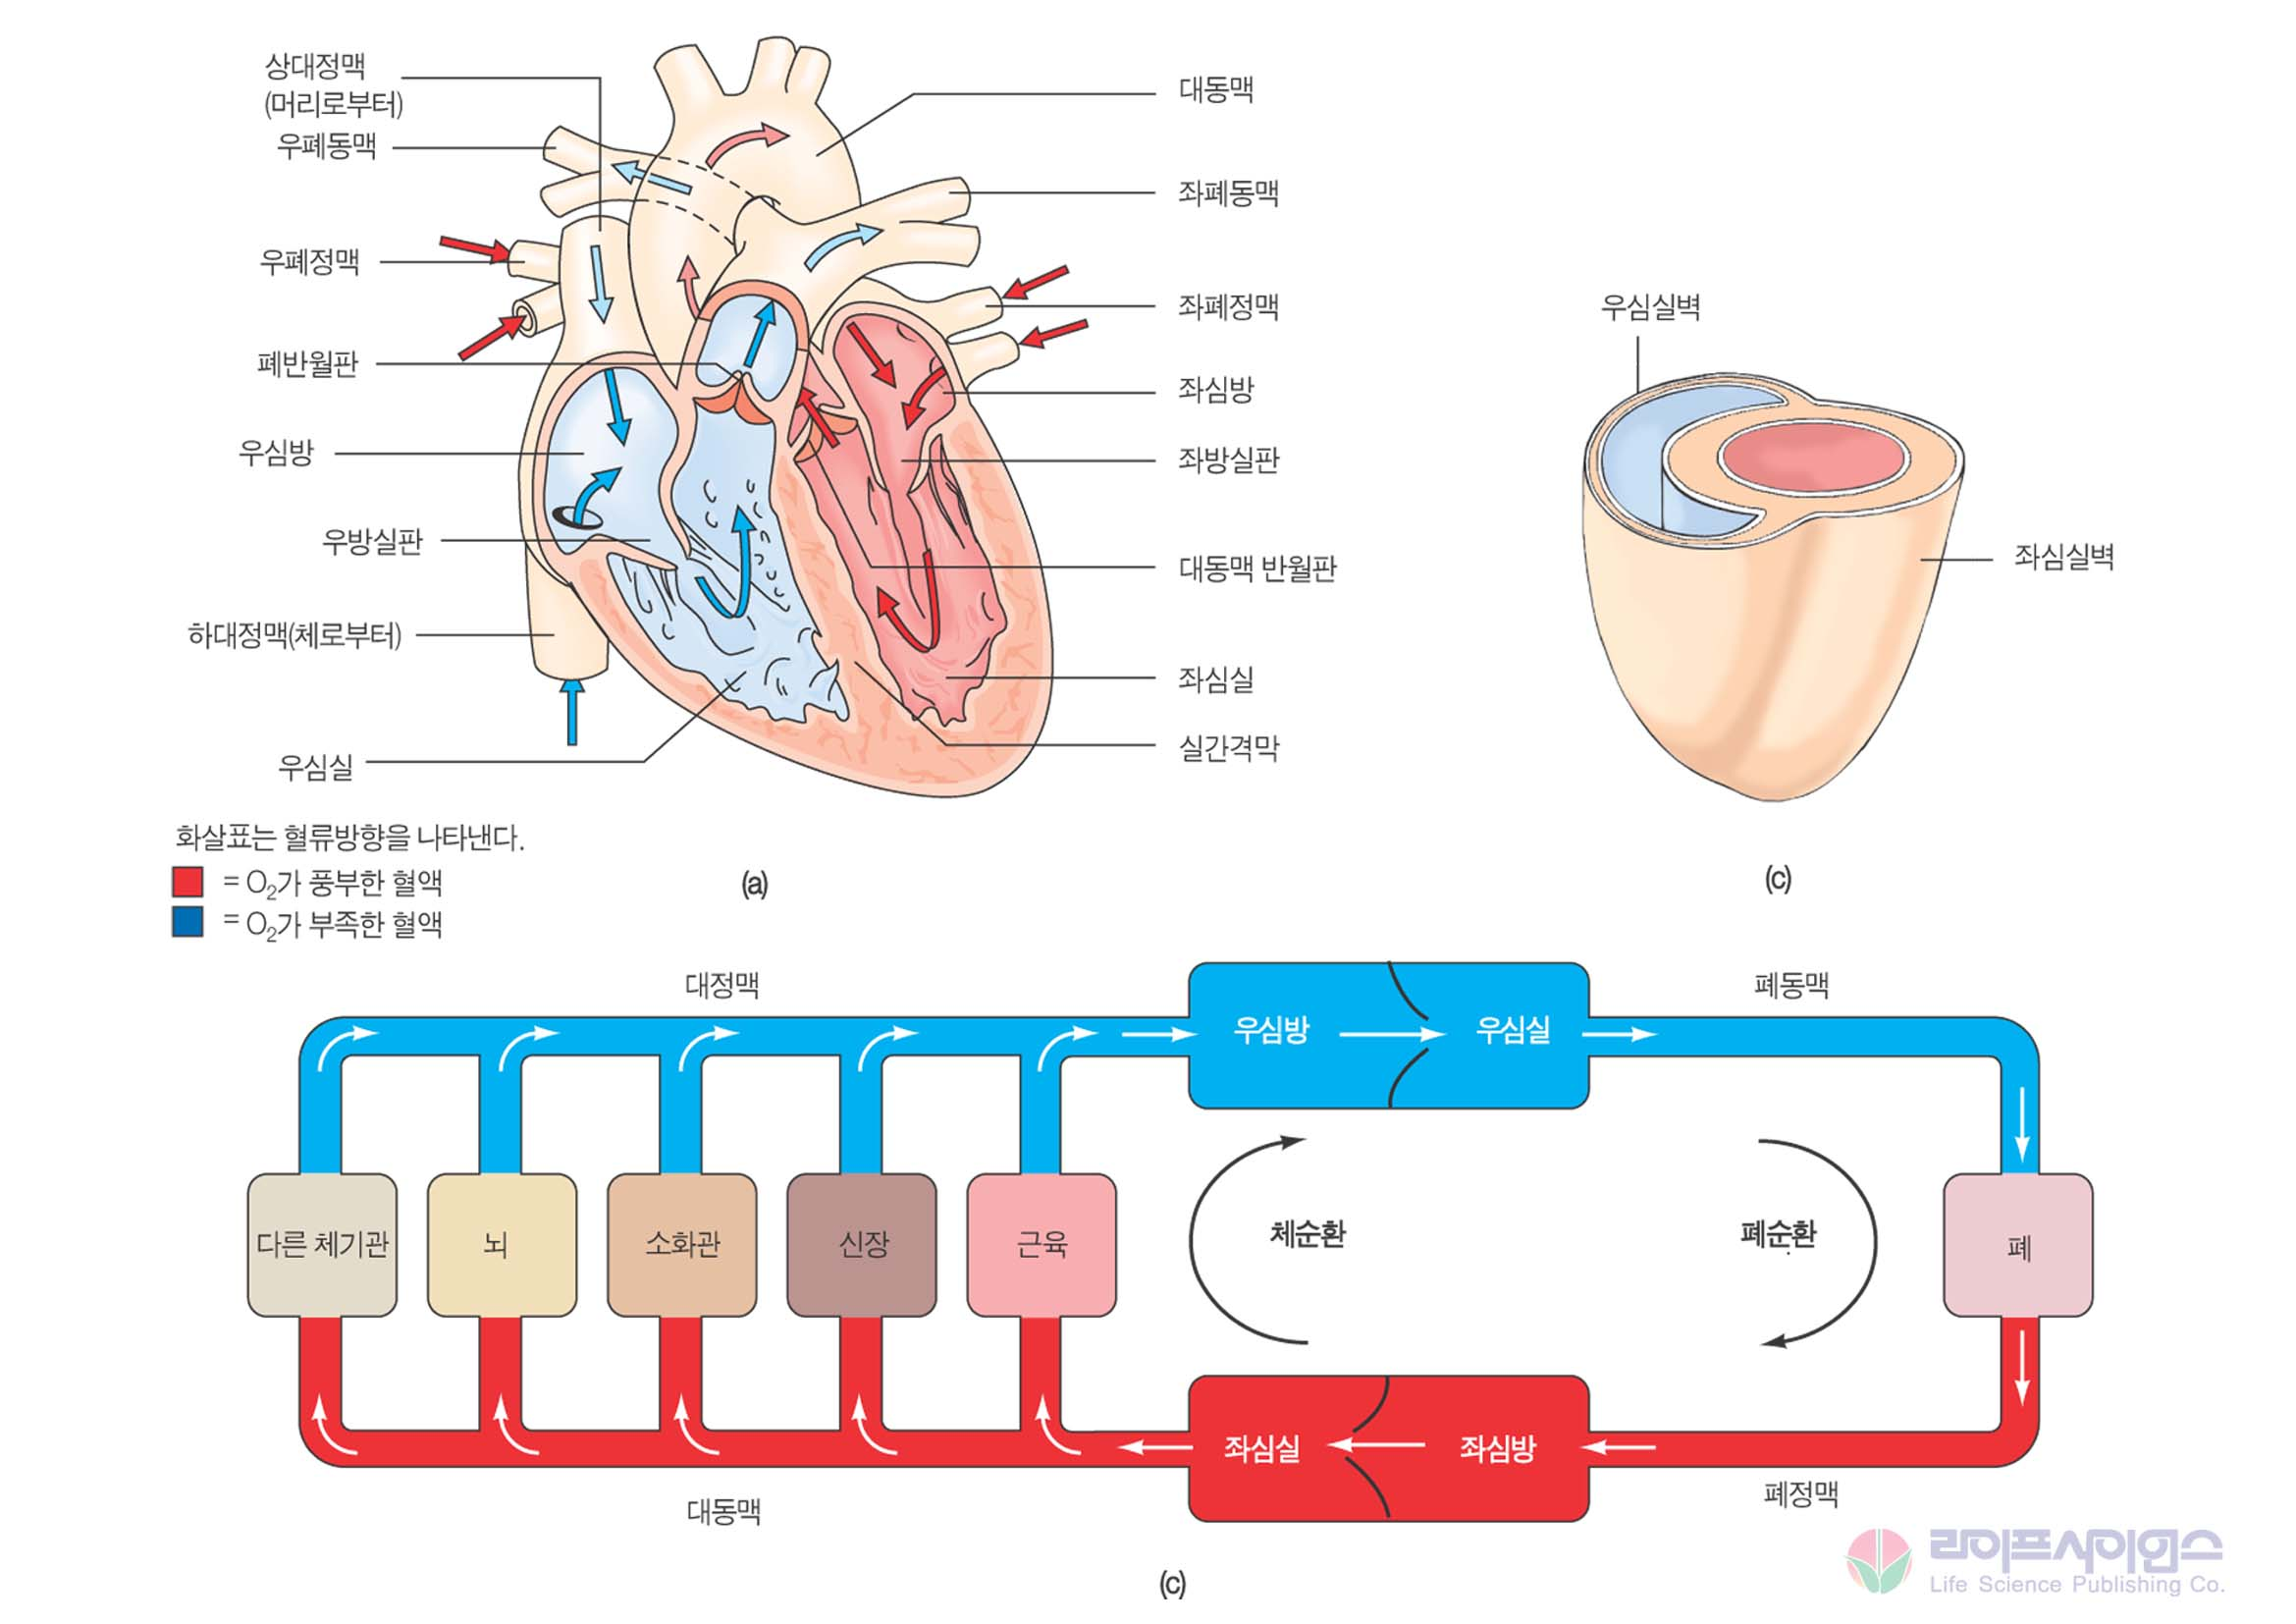 상대정맥
(머리로부터)
우폐동맥
우폐정맥
폐반월판
우심방
우방실판
하대정맥(체로부터)
우심실
대동맥
좌폐동맥
좌폐정맥
좌심방
좌방실판
대동맥 반월판
좌심실
실간격막
우심실벽
좌심실벽
화살표는 혈류방향을 나타낸다.
= O₂가 풍부한 혈액
= O₂가 부족한 혈액
(a)
(c)
대정맥
폐동맥
우심방
우심실
다른 체기관
뇌
소화관
신장
근육
체순환
폐순환
폐
좌심실
좌심방
대동맥
폐정맥
(c)
라이프사이언스
Life Science Publishing Co.